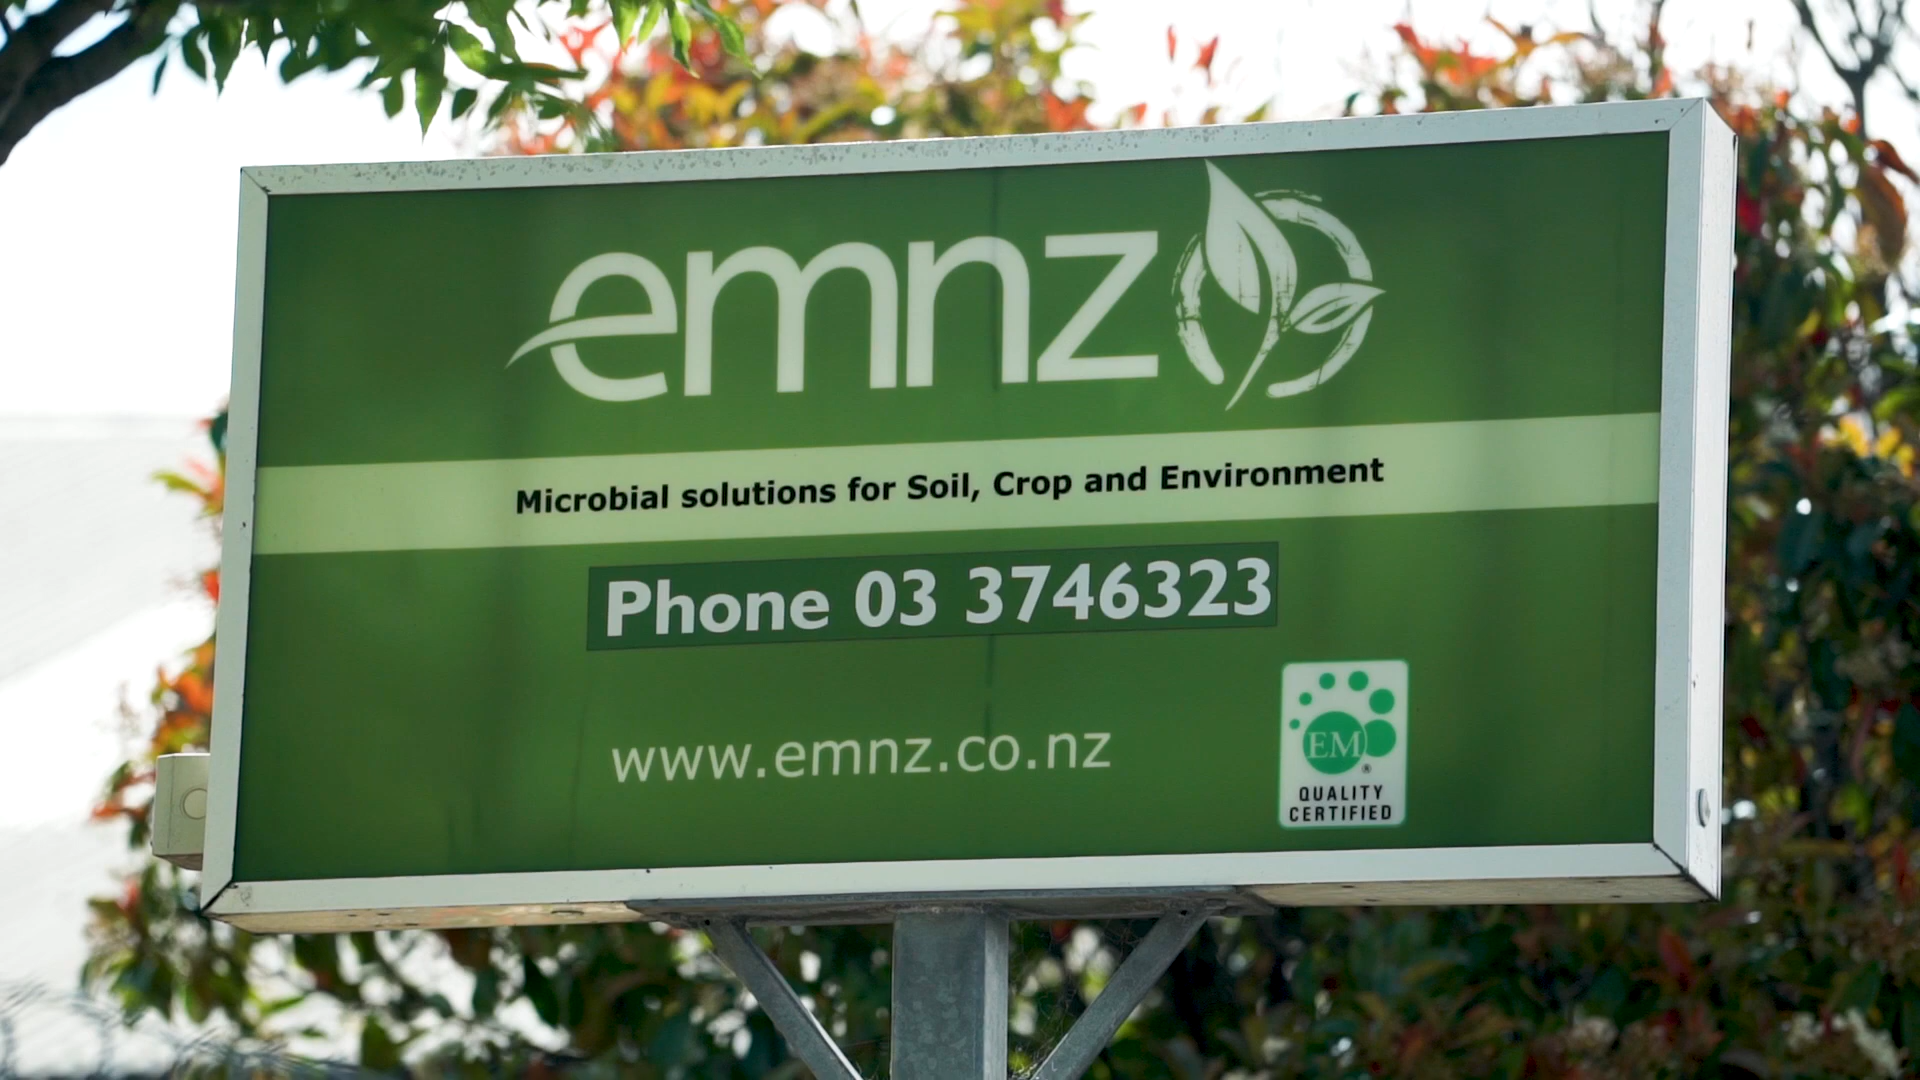 emnz
Microbial solutions for Soil, Crop and Environment
Phone 03 3746323
www.emnz.co.nz
EM
®
QUALITY
CERTIFIED